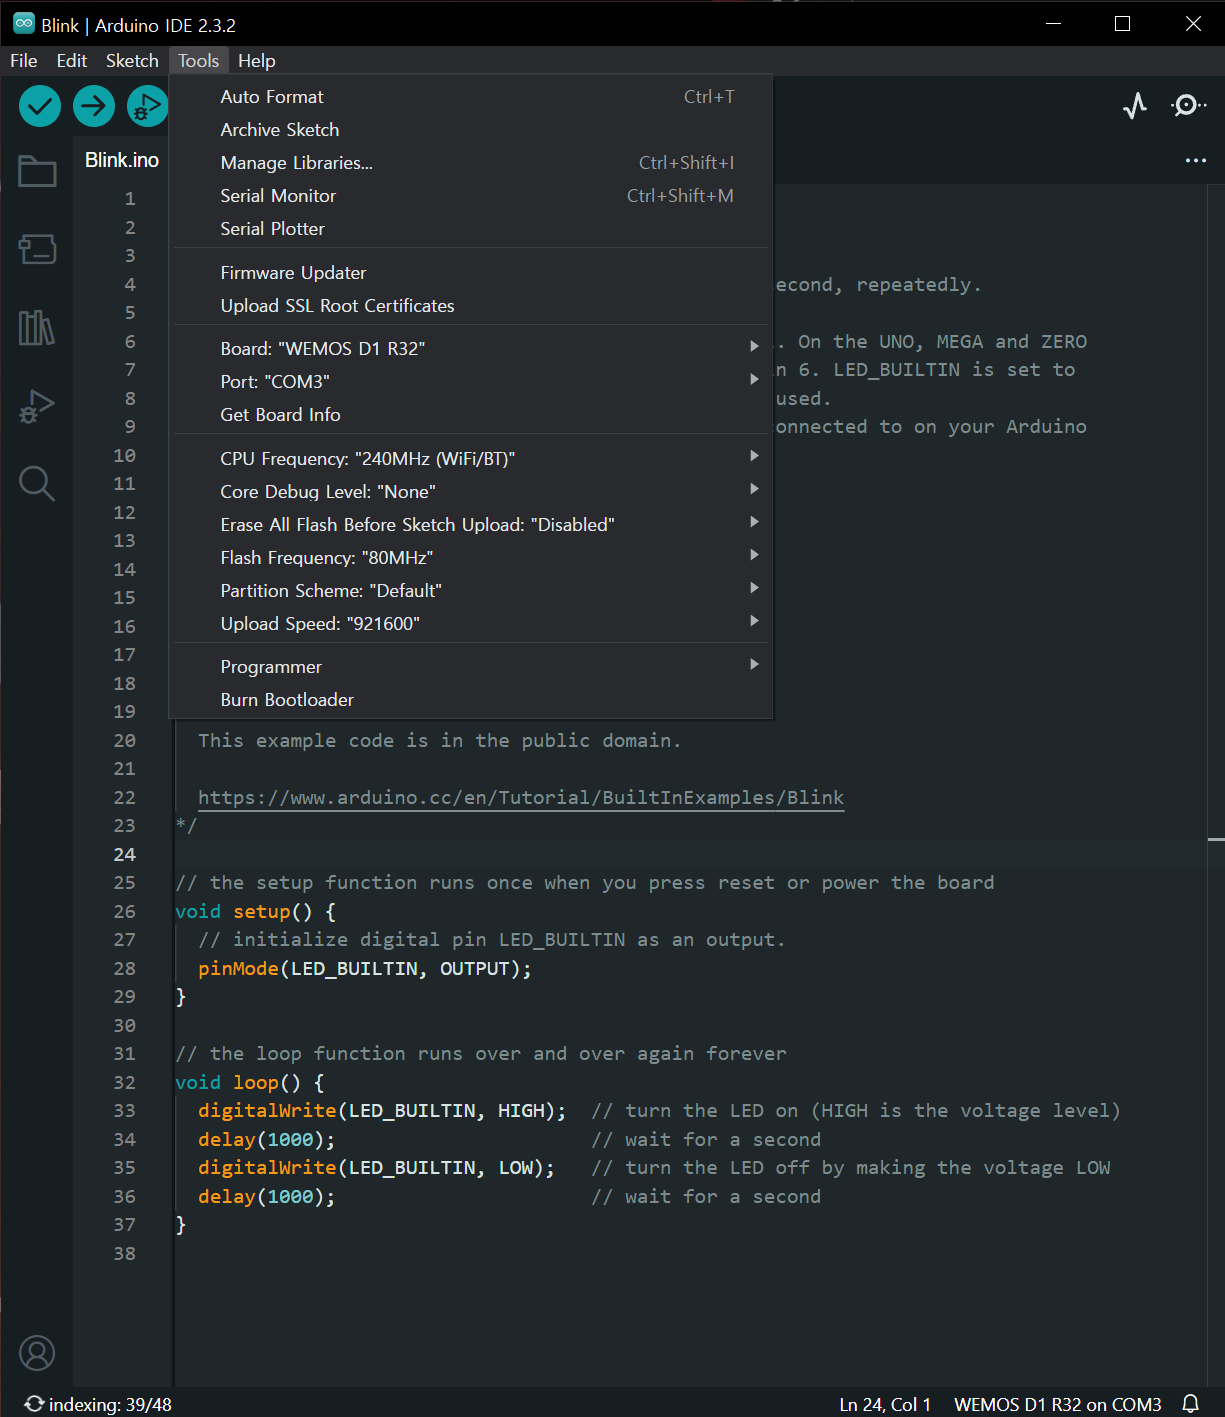 Blink | Arduino IDE 2.3.2
File Edit Sketch Tools Help
Auto Format Ctrl+T
Archive Sketch
Manage Libraries... Ctrl+Shift+I
Serial Monitor Ctrl+Shift+M
Serial Plotter
Firmware Updater
Upload SSL Root Certificates
Board: "WEMOS D1 R32"
Port: "COM3"
Get Board Info
CPU Frequency: "240MHz (WiFi/BT)"
Core Debug Level: "None"
Erase All Flash Before Sketch Upload: "Disabled"
Flash Frequency: "80MHz"
Partition Scheme: "Default"
Upload Speed: "921600"
Programmer
Burn Bootloader
Blink.ino
1
2
3
4 econd, repeatedly.
5
6 . On the UNO, MEGA and ZERO
7 n 6. LED_BUILTIN is set to
8 used.
9 onnected to on your Arduino
10
11
12
13
14
15
16
17
18
19
20 This example code is in the public domain.
21
22 https://www.arduino.cc/en/Tutorial/BuiltInExamples/Blink
23 */
24
25 // the setup function runs once when you press reset or power the board
26 void setup() {
27 // initialize digital pin LED_BUILTIN as an output.
28 pinMode(LED_BUILTIN, OUTPUT);
29 }
30
31 // the loop function runs over and over again forever
32 void loop() {
33 digitalWrite(LED_BUILTIN, HIGH); // turn the LED on (HIGH is the voltage level)
34 delay(1000); // wait for a second
35 digitalWrite(LED_BUILTIN, LOW); // turn the LED off by making the voltage LOW
36 delay(1000); // wait for a second
37 }
38
indexing: 39/48 Ln 24, Col 1 WEMOS D1 R32 on COM3